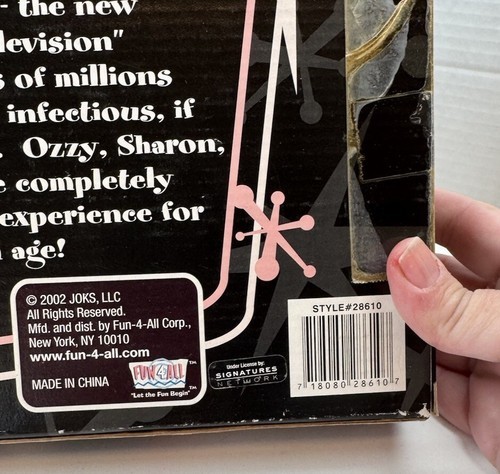 - the new
levision"
s of millions
infectious, if
. Ozzy, Sharon,
e completely
experience for
age!
© 2002 JOKS, LLC
All Rights Reserved.
Mfd. and dist. by Fun-4-All Corp.,
New York, NY 10010
www.fun-4-all.com
MADE IN CHINA
FUN 4 ALL™
"Let the Fun Begin"™
Under License by:
SIGNATURES
NETWORK
STYLE#28610
7 18080 28610 7